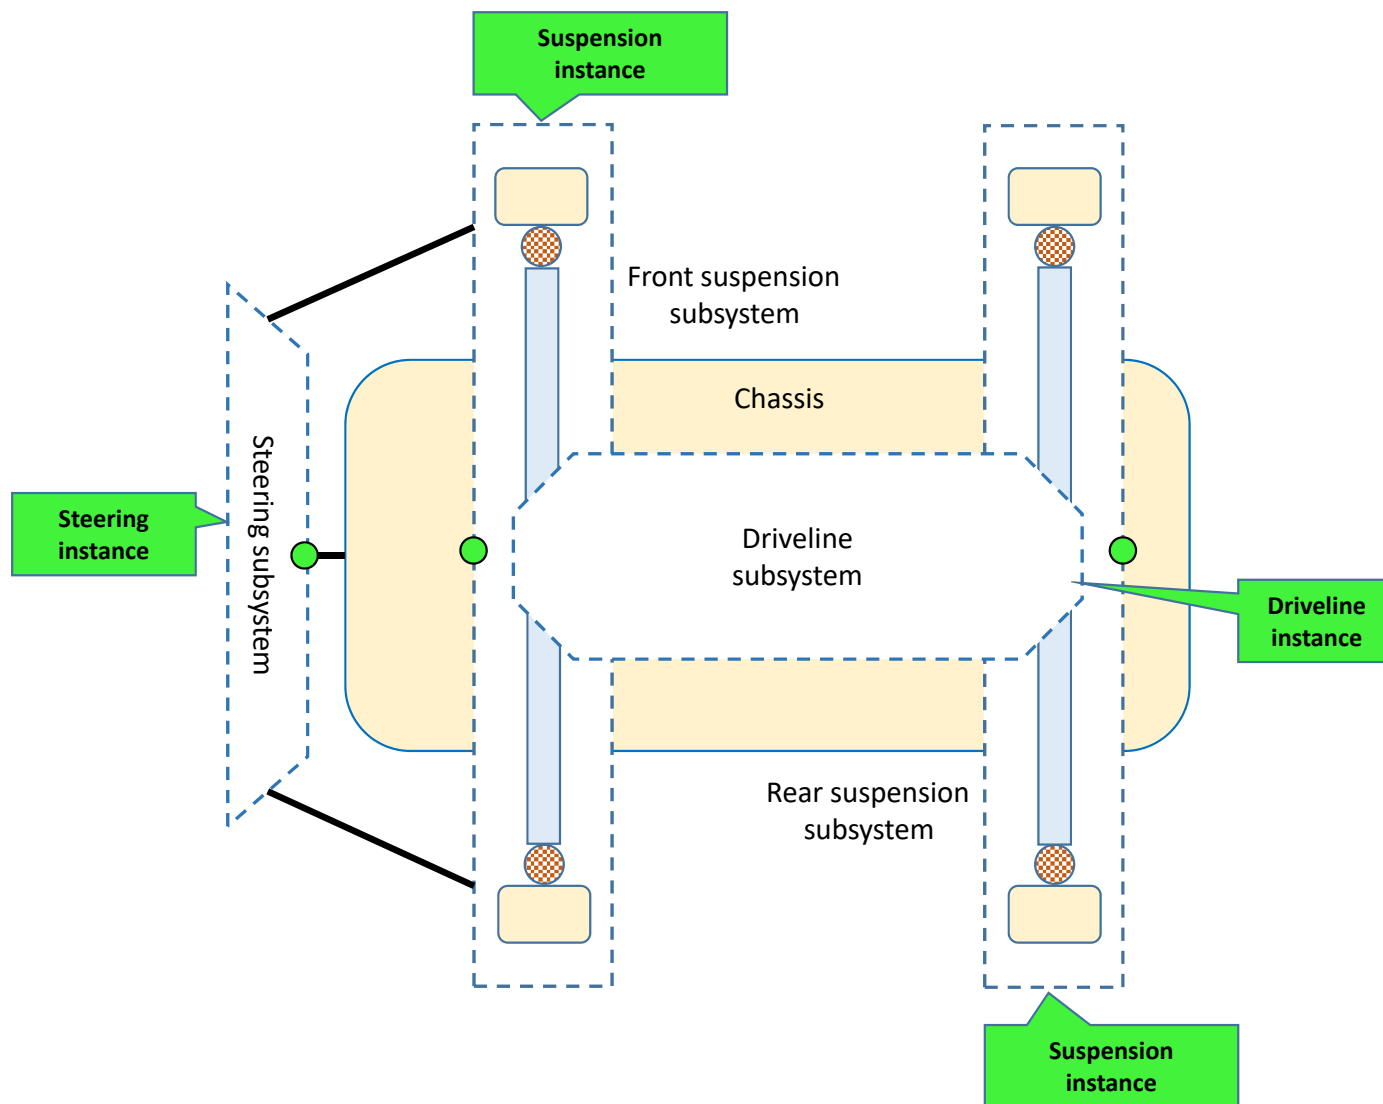 Suspension
instance
Front suspension
subsystem
Chassis
Steering subsystem
Steering
instance
Driveline
subsystem
Driveline
instance
Rear suspension
subsystem
Suspension
instance